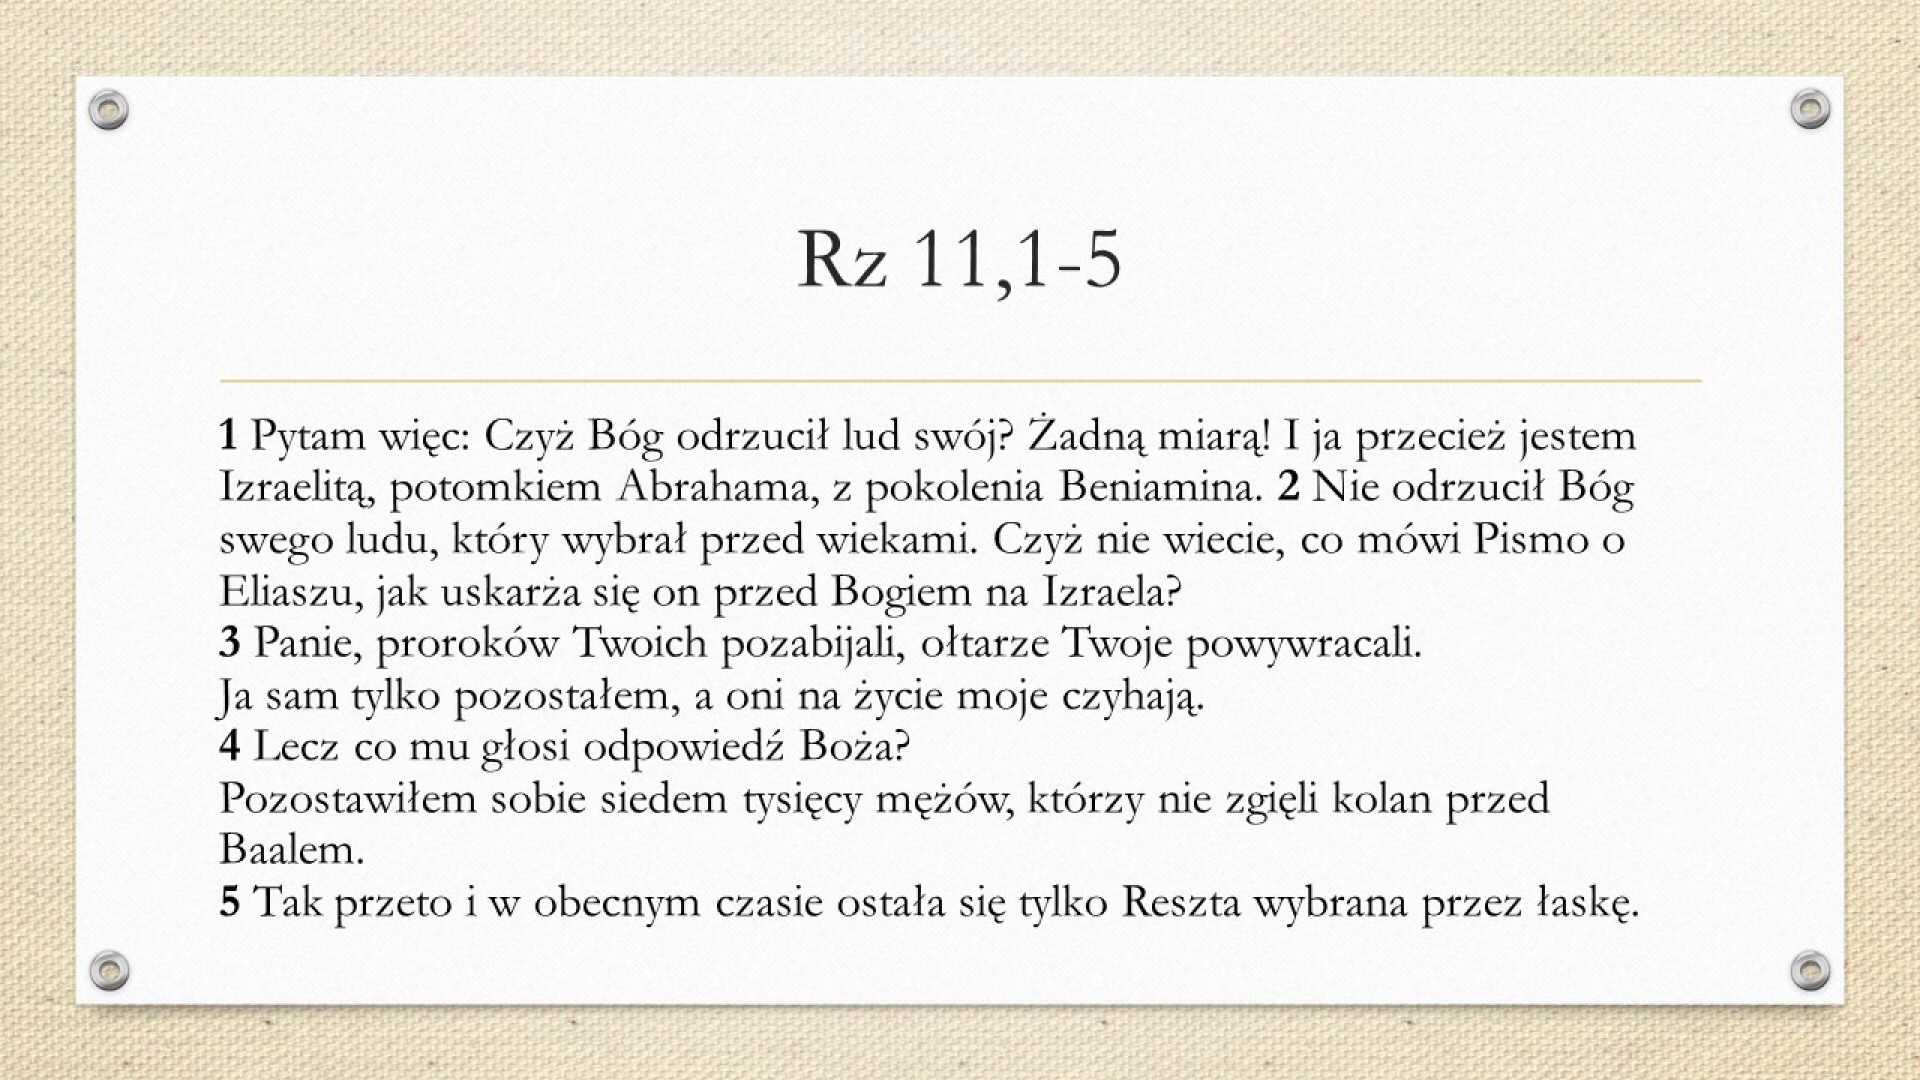 Rz 11,1-5
1 Pytam więc: Czyż Bóg odrzucił lud swój? Żadną miarą! I ja przecież jestem
Izraelitą, potomkiem Abrahama, z pokolenia Beniamina. 2 Nie odrzucił Bóg
swego ludu, który wybrał przed wiekami. Czyż nie wiecie, co mówi Pismo o
Eliaszu, jak uskarża się on przed Bogiem na Izraela?
3 Panie, proroków Twoich pozabijali, ołtarze Twoje powywracali.
Ja sam tylko pozostałem, a oni na życie moje czyhają.
4 Lecz co mu głosi odpowiedź Boża?
Pozostawiłem sobie siedem tysięcy mężów, którzy nie zgięli kolan przed
Baalem.
5 Tak przeto i w obecnym czasie ostała się tylko Reszta wybrana przez łaskę.